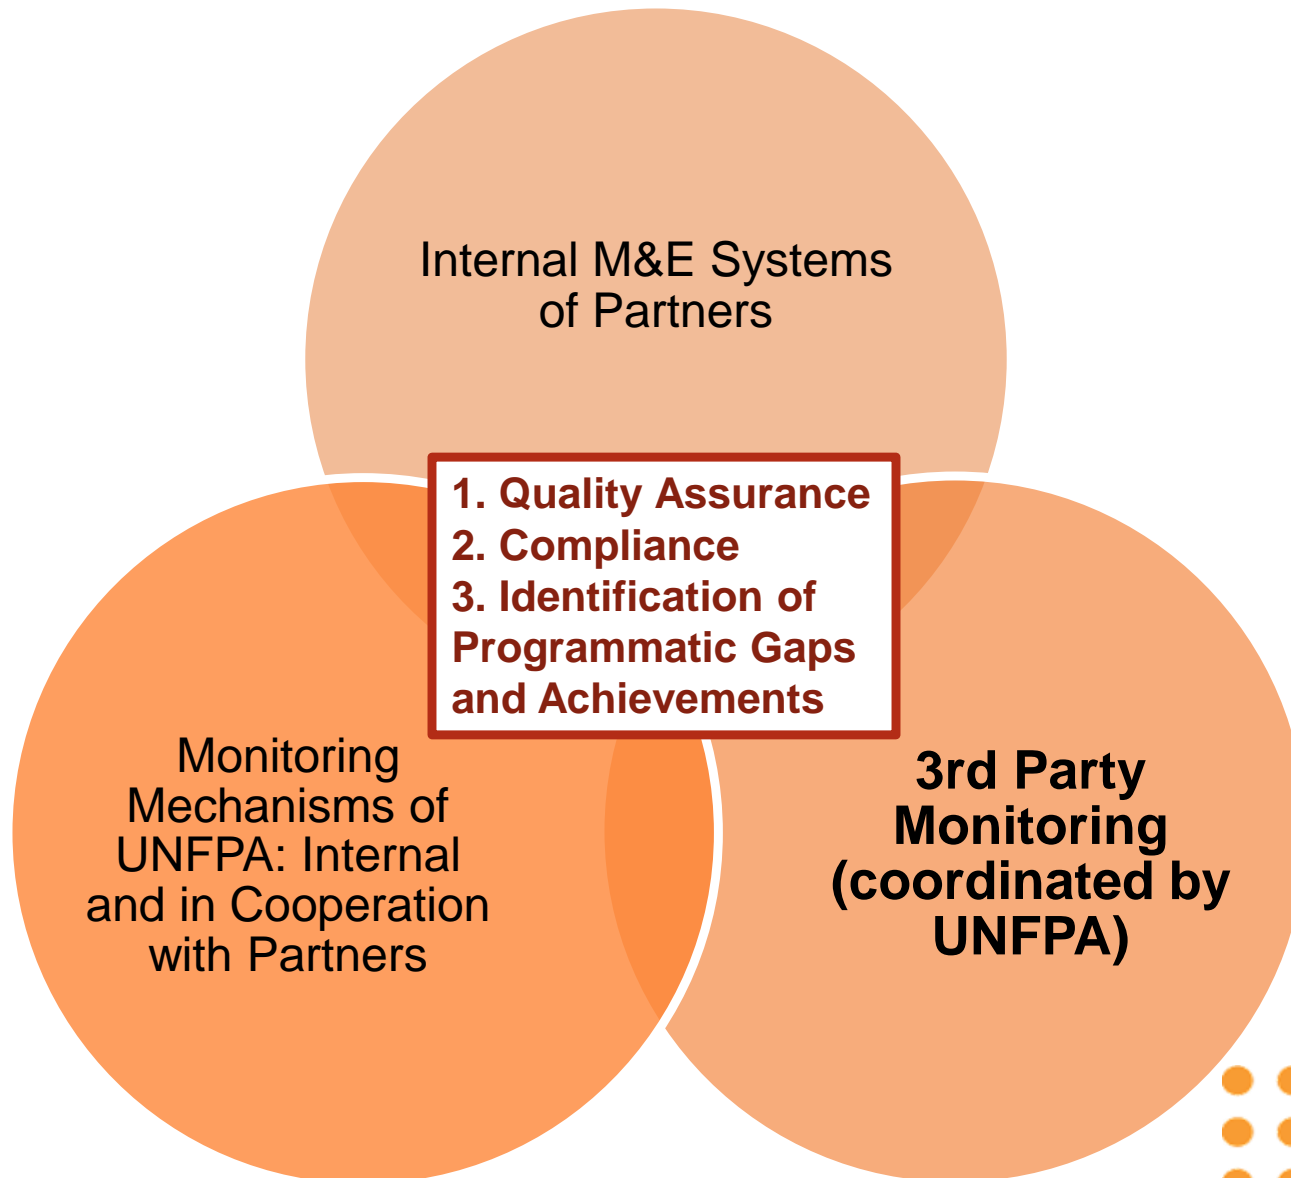 Internal M&E Systems
of Partners
1. Quality Assurance
2. Compliance
3. Identification of
Programmatic Gaps
and Achievements
Monitoring
Mechanisms of
UNFPA: Internal
and in Cooperation
with Partners
3rd Party
Monitoring
(coordinated by
UNFPA)